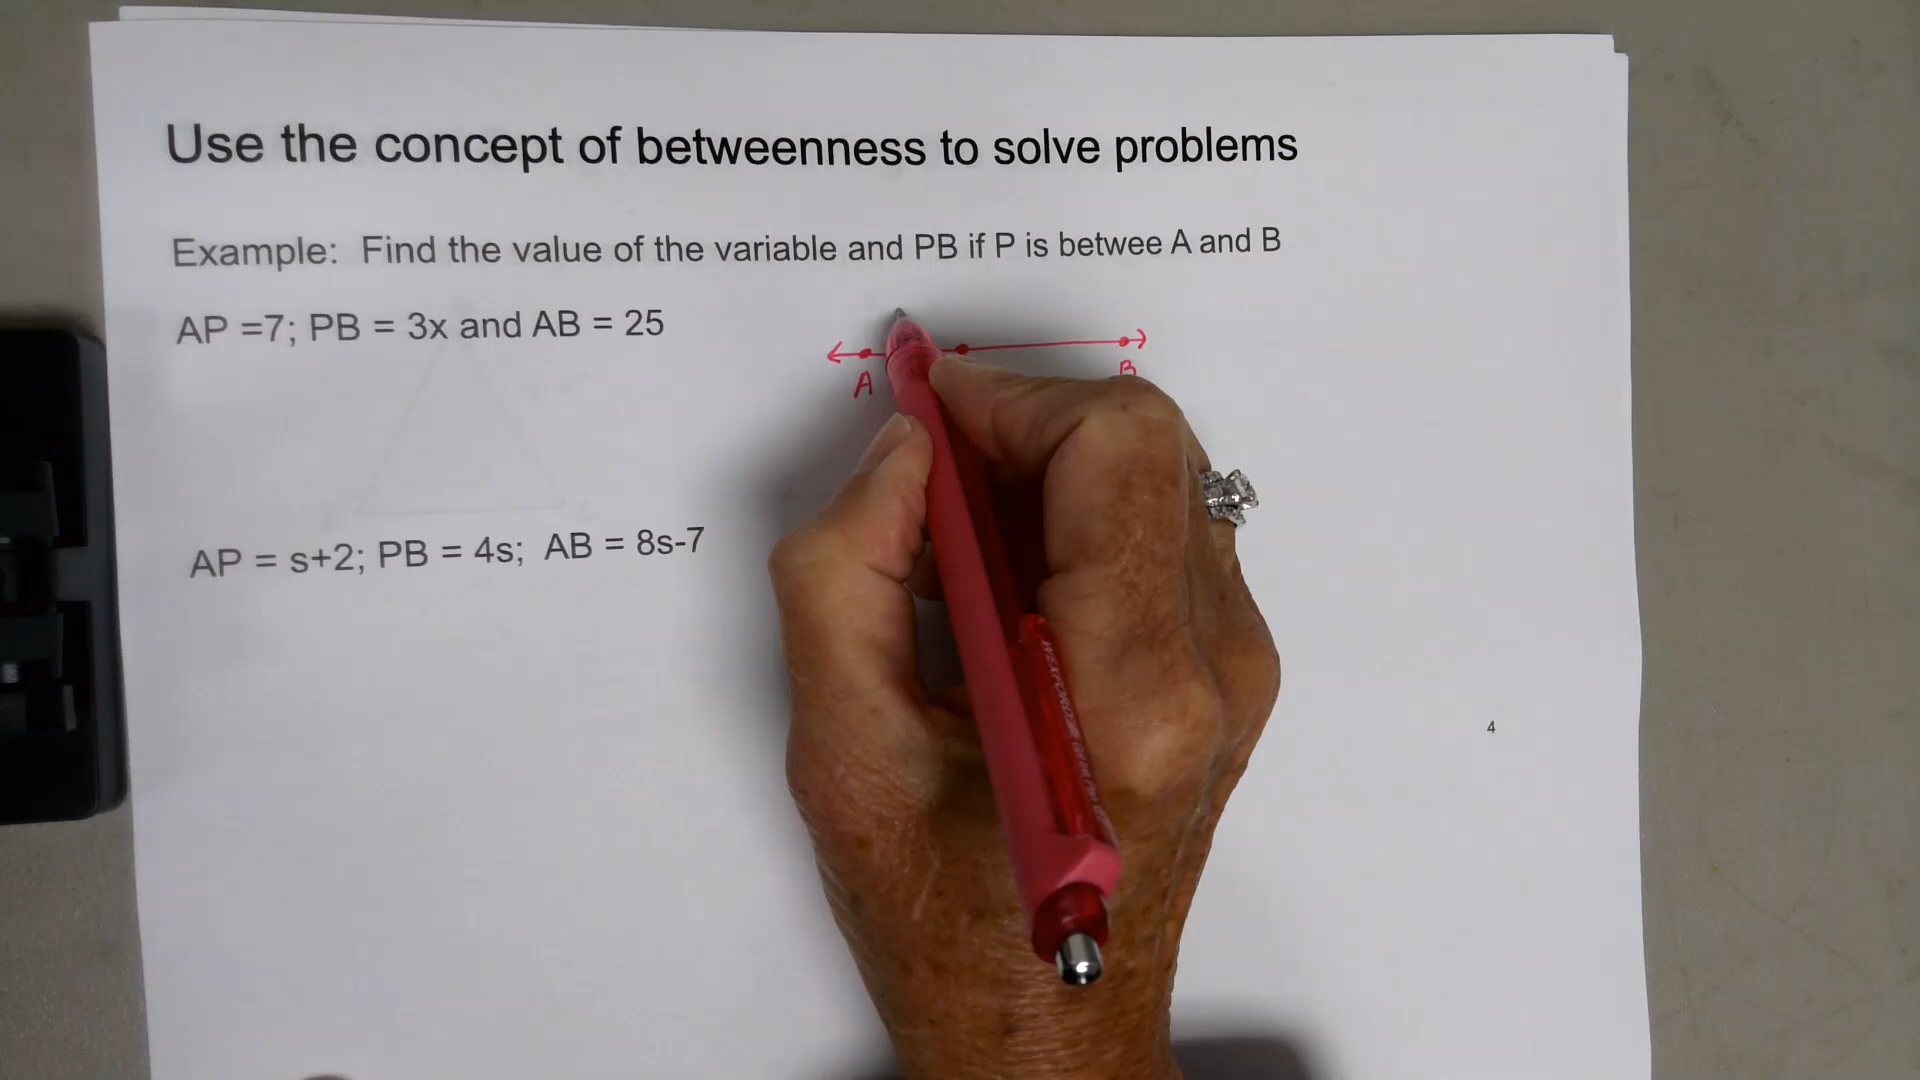 Use the concept of betweenness to solve problems
Example: Find the value of the variable and PB if P is betwee A and B
AP =7; PB = 3x and AB = 25
A
B
AP = s+2; PB = 4s; AB = 8s-7
WEXFORD
4